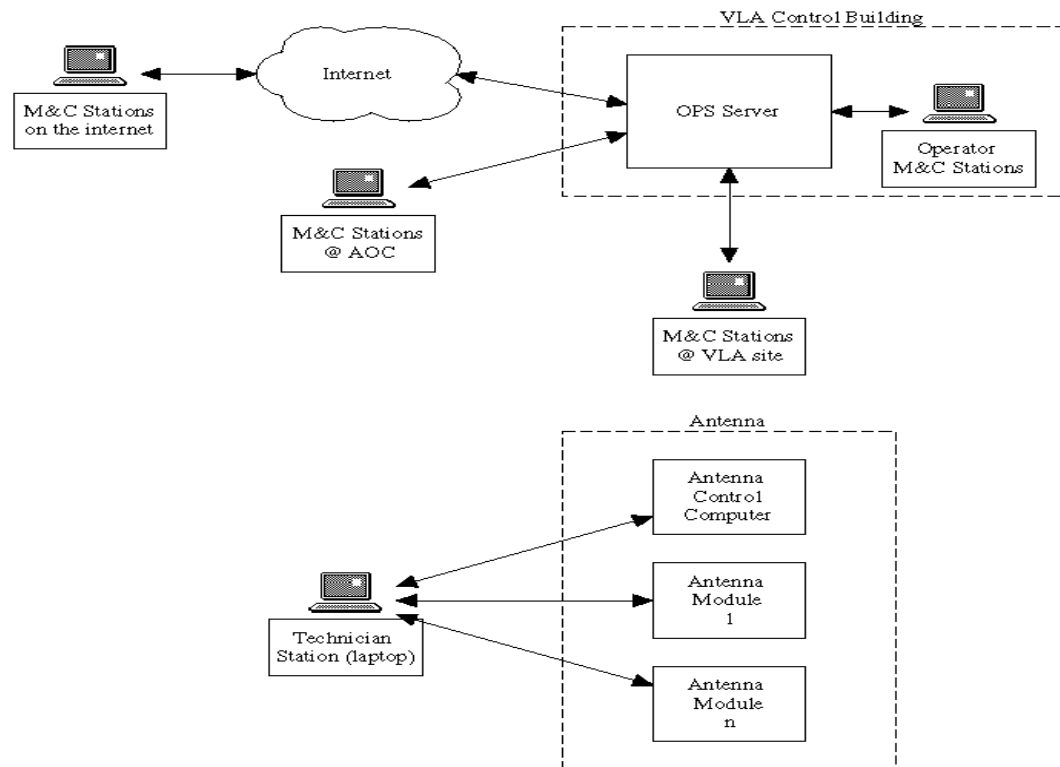 VLA Control Building
Internet
M&C Stations
on the internet
OPS Server
Operator
M&C Stations
M&C Stations
@ AOC
M&C Stations
@ VLA site
Antenna
Antenna
Control
Computer
Antenna
Module
1
Technician
Station (laptop)
Antenna
Module
n